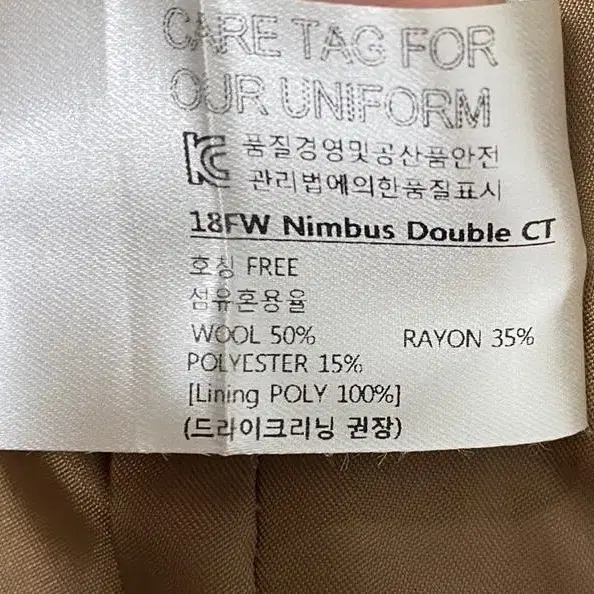 CARE TAG FOR
OUR UNIFORM
품질경영및공산품안전
관리법에의한품질표시
18FW Nimbus Double CT
호칭 FREE
섬유혼용율
WOOL 50% RAYON 35%
POLYESTER 15%
[Lining POLY 100%]
(드라이크리닝 권장)